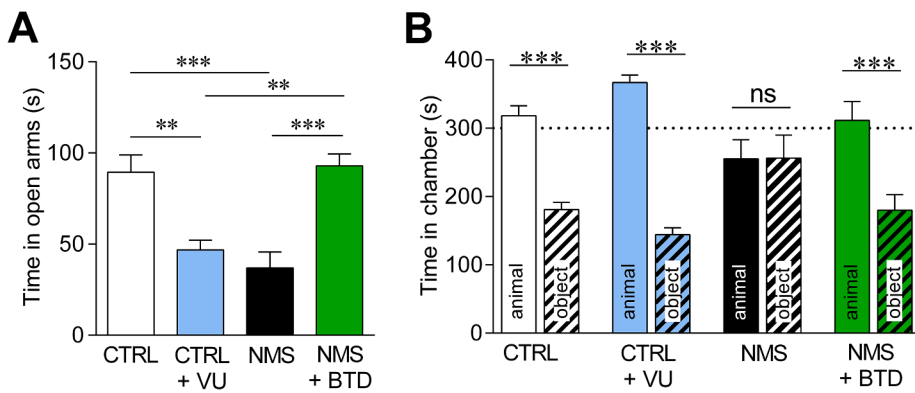 A
Time in open arms (s)
150
100
50
0
***
**
**
***
CTRL
CTRL
+ VU
NMS
NMS
+ BTD
B
Time in chamber (s)
400
300
200
100
0
***
***
ns
***
animal
object
animal
object
animal
object
animal
object
CTRL
CTRL
+ VU
NMS
NMS
+ BTD